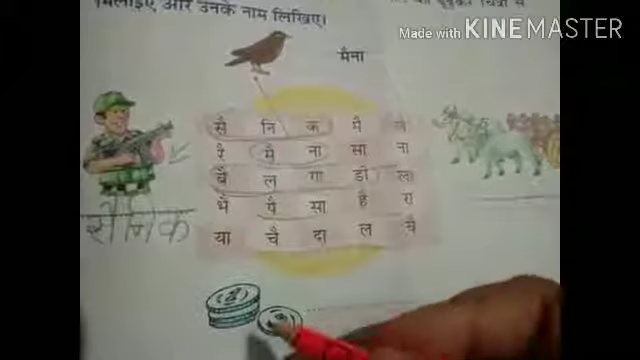 मिलाइए और उनके नाम लिखिए।
Made with KINEMASTER
मैना
सै नि क मै ल
रै मै ना सा ना
बै ल गा डी ला
भै पै सा है रा
या चै दा ल चै
सैनिक